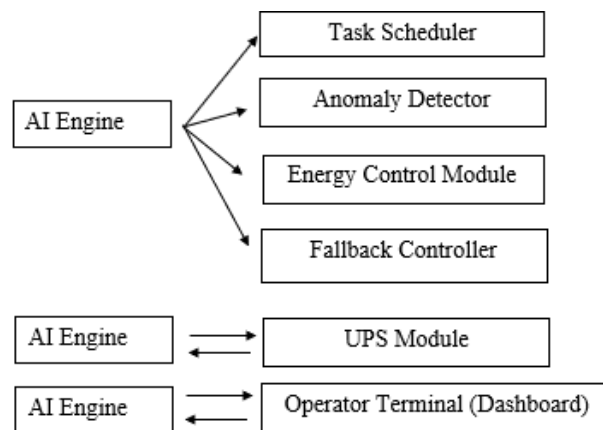 Task Scheduler
Anomaly Detector
AI Engine
Energy Control Module
Fallback Controller
AI Engine
UPS Module
AI Engine
Operator Terminal (Dashboard)